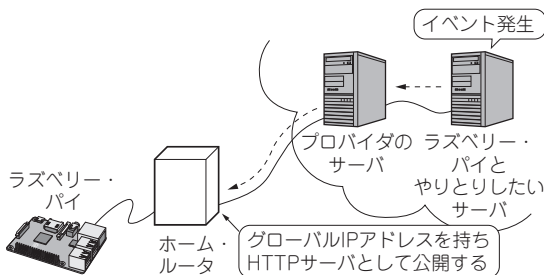 イベント発生
プロバイダの
サーバ
ラズベリー・
パイと
やりとりしたい
サーバ
ラズベリー・
パイ
ホーム・
ルータ
グローバルIPアドレスを持ち
HTTPサーバとして公開する